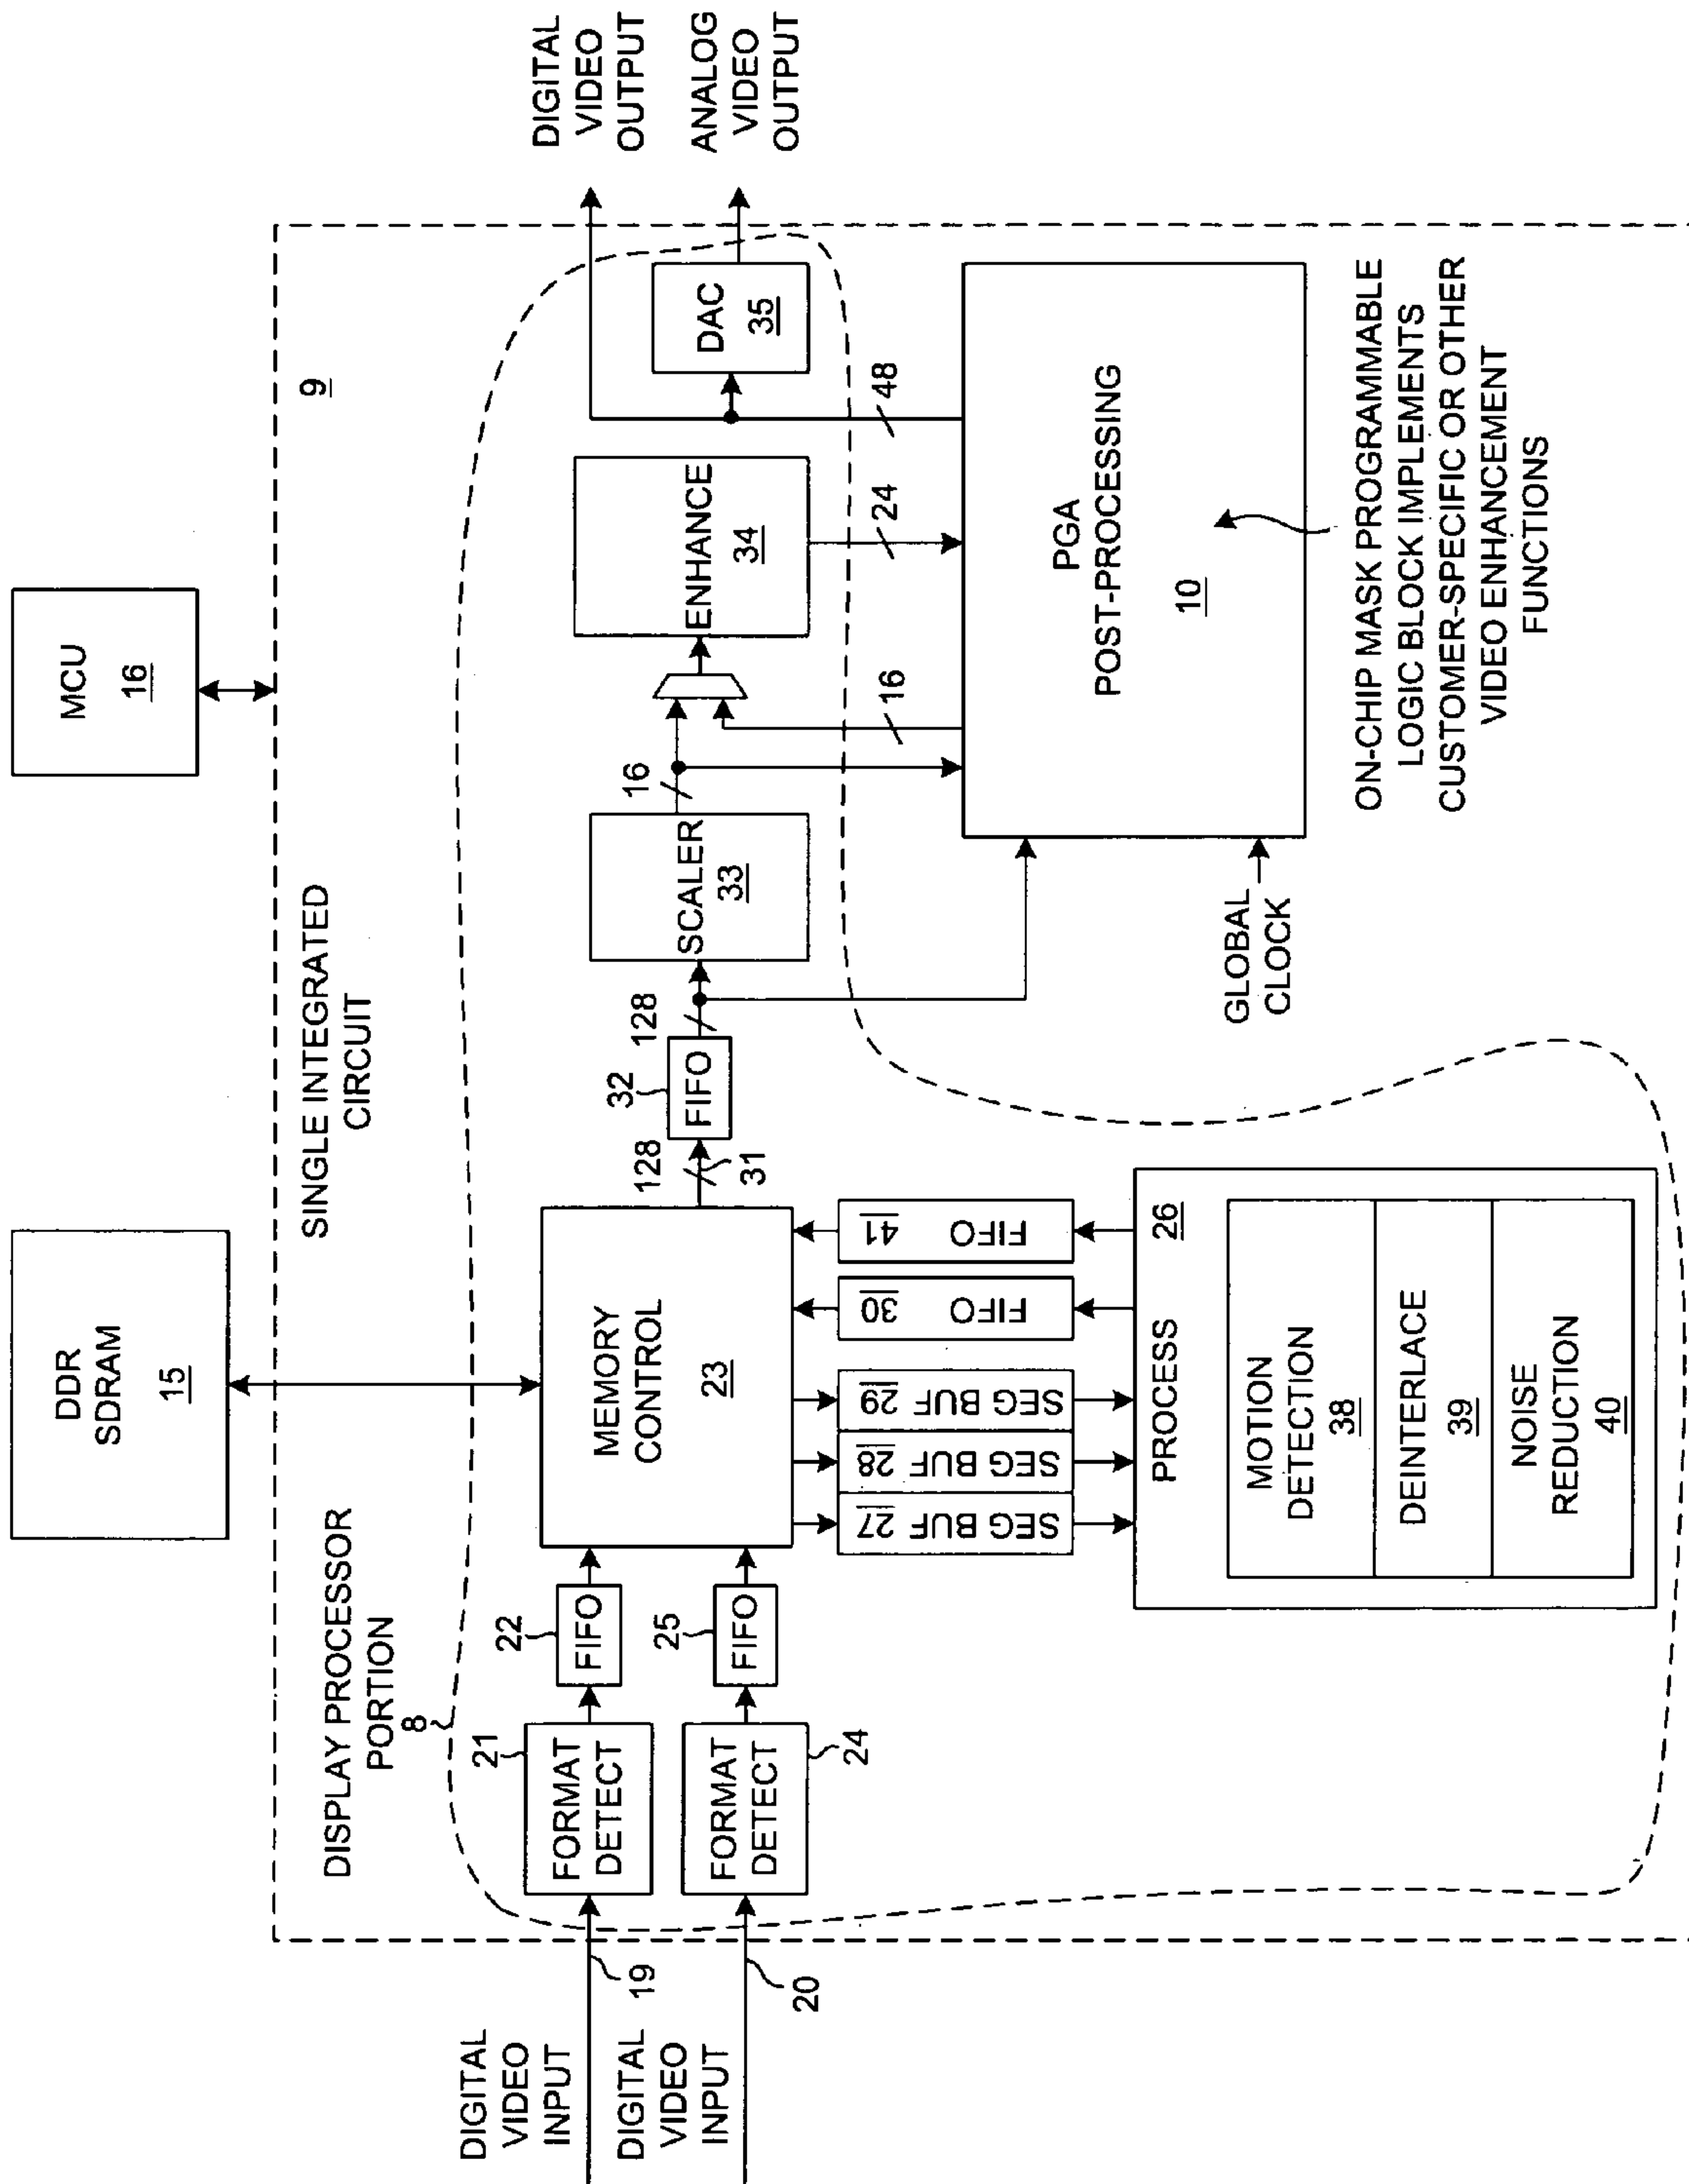 DDR
SDRAM
15
MCU
16
SINGLE INTEGRATED
CIRCUIT
9
DISPLAY PROCESSOR
PORTION
8
DIGITAL
VIDEO
INPUT
19
DIGITAL
VIDEO
INPUT
20
21
FORMAT
DETECT
22
FIFO
FORMAT
DETECT
24
25
FIFO
MEMORY
CONTROL
23
128
31
32
FIFO
128
SCALER
33
16
ENHANCE
34
DAC
35
DIGITAL
VIDEO
OUTPUT
ANALOG
VIDEO
OUTPUT
16
24
48
SEG BUF 27
SEG BUF 28
SEG BUF 29
FIFO 30
FIFO 41
PROCESS
26
MOTION
DETECTION
38
DEINTERLACE
39
NOISE
REDUCTION
40
GLOBAL
CLOCK
PGA
POST-PROCESSING
10
ON-CHIP MASK PROGRAMMABLE
LOGIC BLOCK IMPLEMENTS
CUSTOMER-SPECIFIC OR OTHER
VIDEO ENHANCEMENT
FUNCTIONS